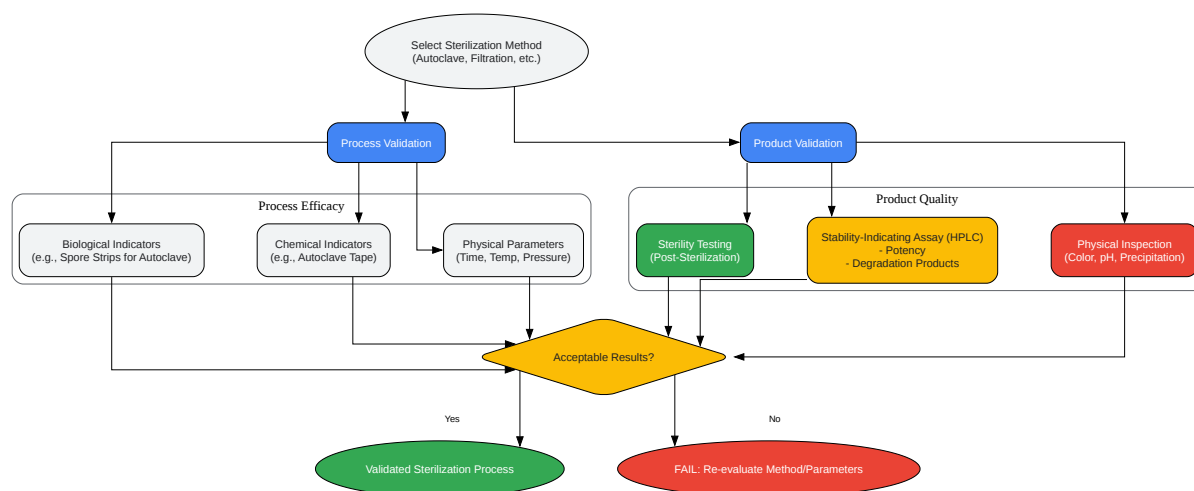 Select Sterilization Method
(Autoclave, Filtration, etc.)
Process Validation
Product Validation
Process Efficacy
Product Quality
Biological Indicators
(e.g., Spore Strips for Autoclave)
Chemical Indicators
(e.g., Autoclave Tape)
Physical Parameters
(Time, Temp, Pressure)
Sterility Testing
(Post-Sterilization)
Stability-Indicating Assay (HPLC)
- Potency
- Degradation Products
Physical Inspection
(Color, pH, Precipitation)
Acceptable Results?
Yes
No
Validated Sterilization Process
FAIL: Re-evaluate Method/Parameters